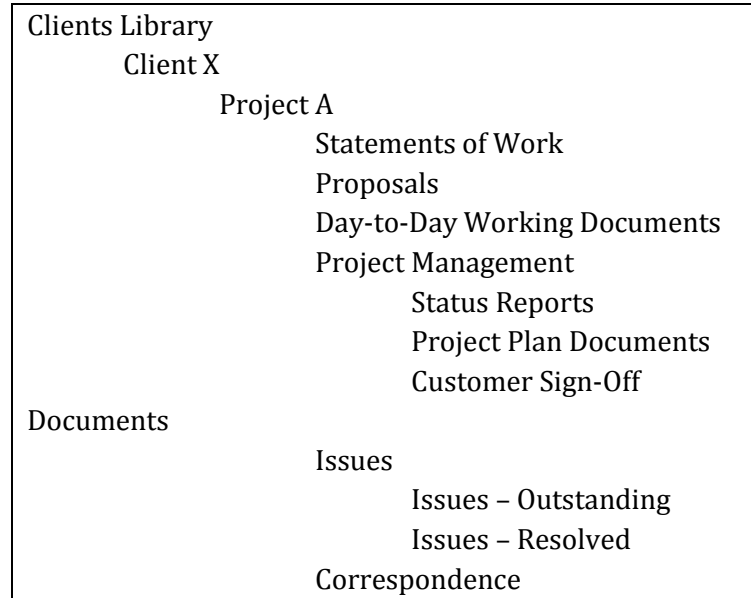 Clients Library
Client X
Project A
Statements of Work
Proposals
Day-to-Day Working Documents
Project Management
Status Reports
Project Plan Documents
Customer Sign-Off
Documents
Issues
Issues – Outstanding
Issues – Resolved
Correspondence